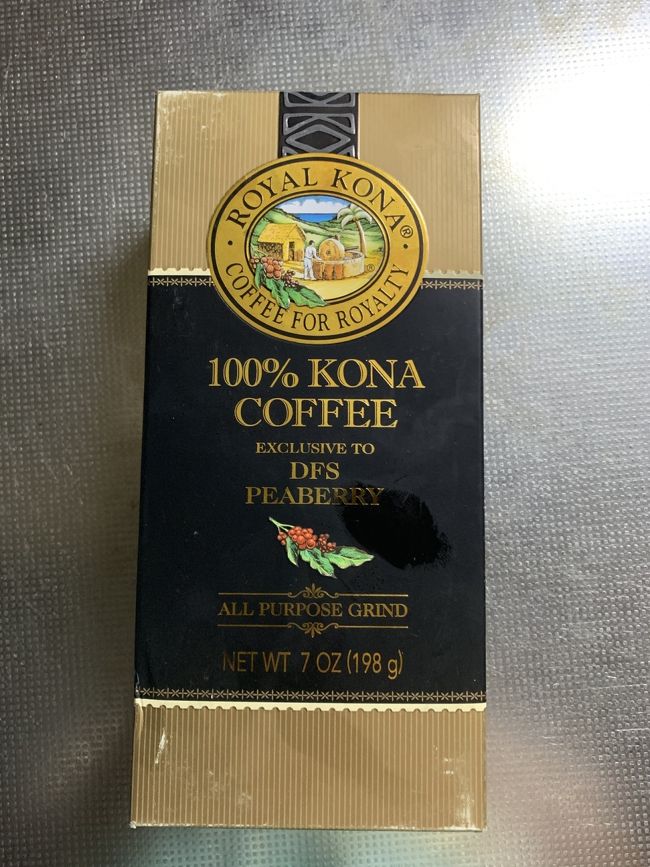 ROYAL KONA®
COFFEE FOR ROYALTY
®
100% KONA
COFFEE
EXCLUSIVE TO
DFS
PEABERRY
ALL PURPOSE GRIND
NET WT 7 OZ (198 g)